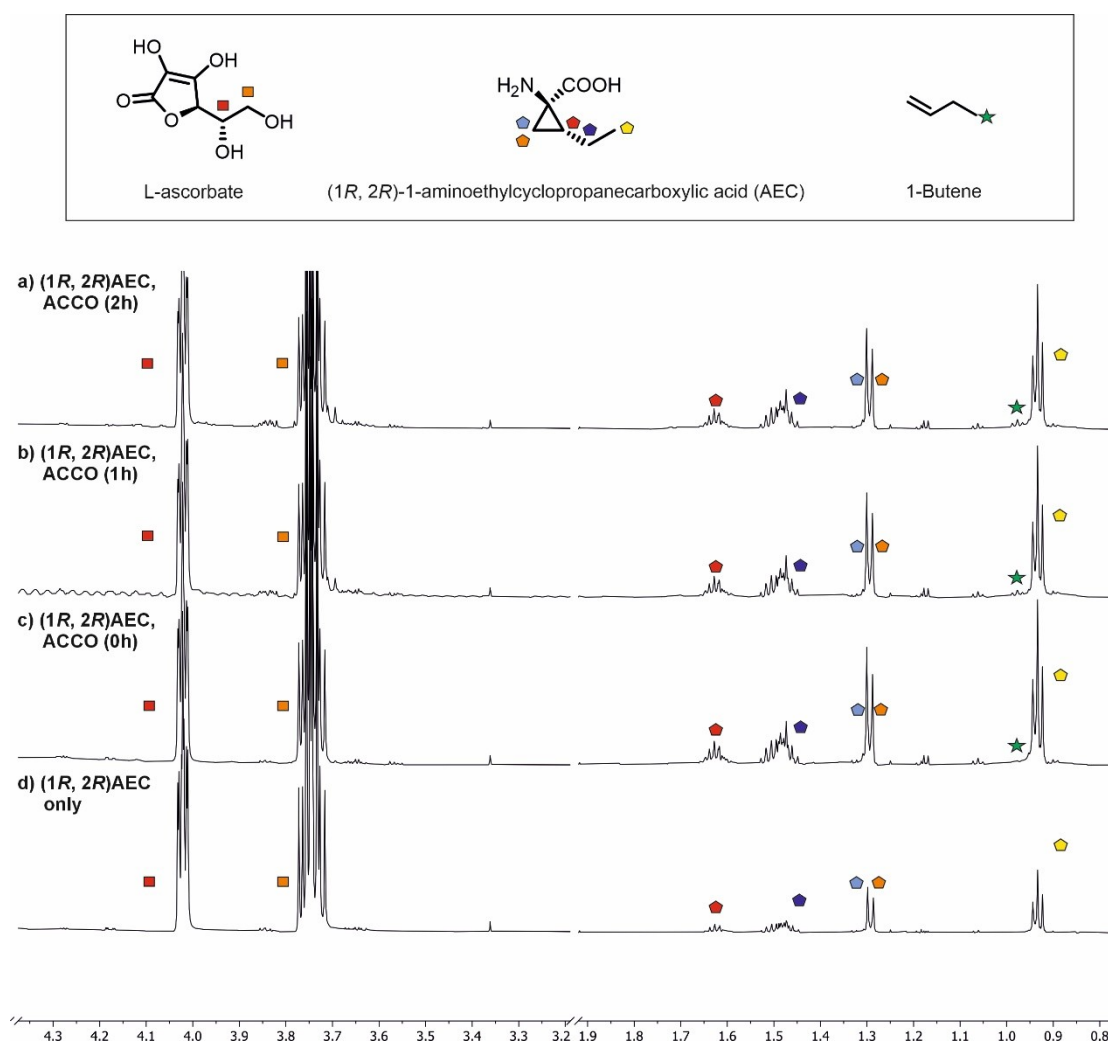 HO
OH
O
O
OH
OH
H₂N
COOH
L-ascorbate
(1R, 2R)-1-aminoethylcyclopropanecarboxylic acid (AEC)
1-Butene
a) (1R, 2R)AEC,
ACCO (2h)
b) (1R, 2R)AEC,
ACCO (1h)
c) (1R, 2R)AEC,
ACCO (0h)
d) (1R, 2R)AEC
only
4.3 4.2 4.1 4.0 3.9 3.8 3.7 3.6 3.5 3.4 3.3 3.2 1.9 1.8 1.7 1.6 1.5 1.4 1.3 1.2 1.1 1.0 0.9 0.8